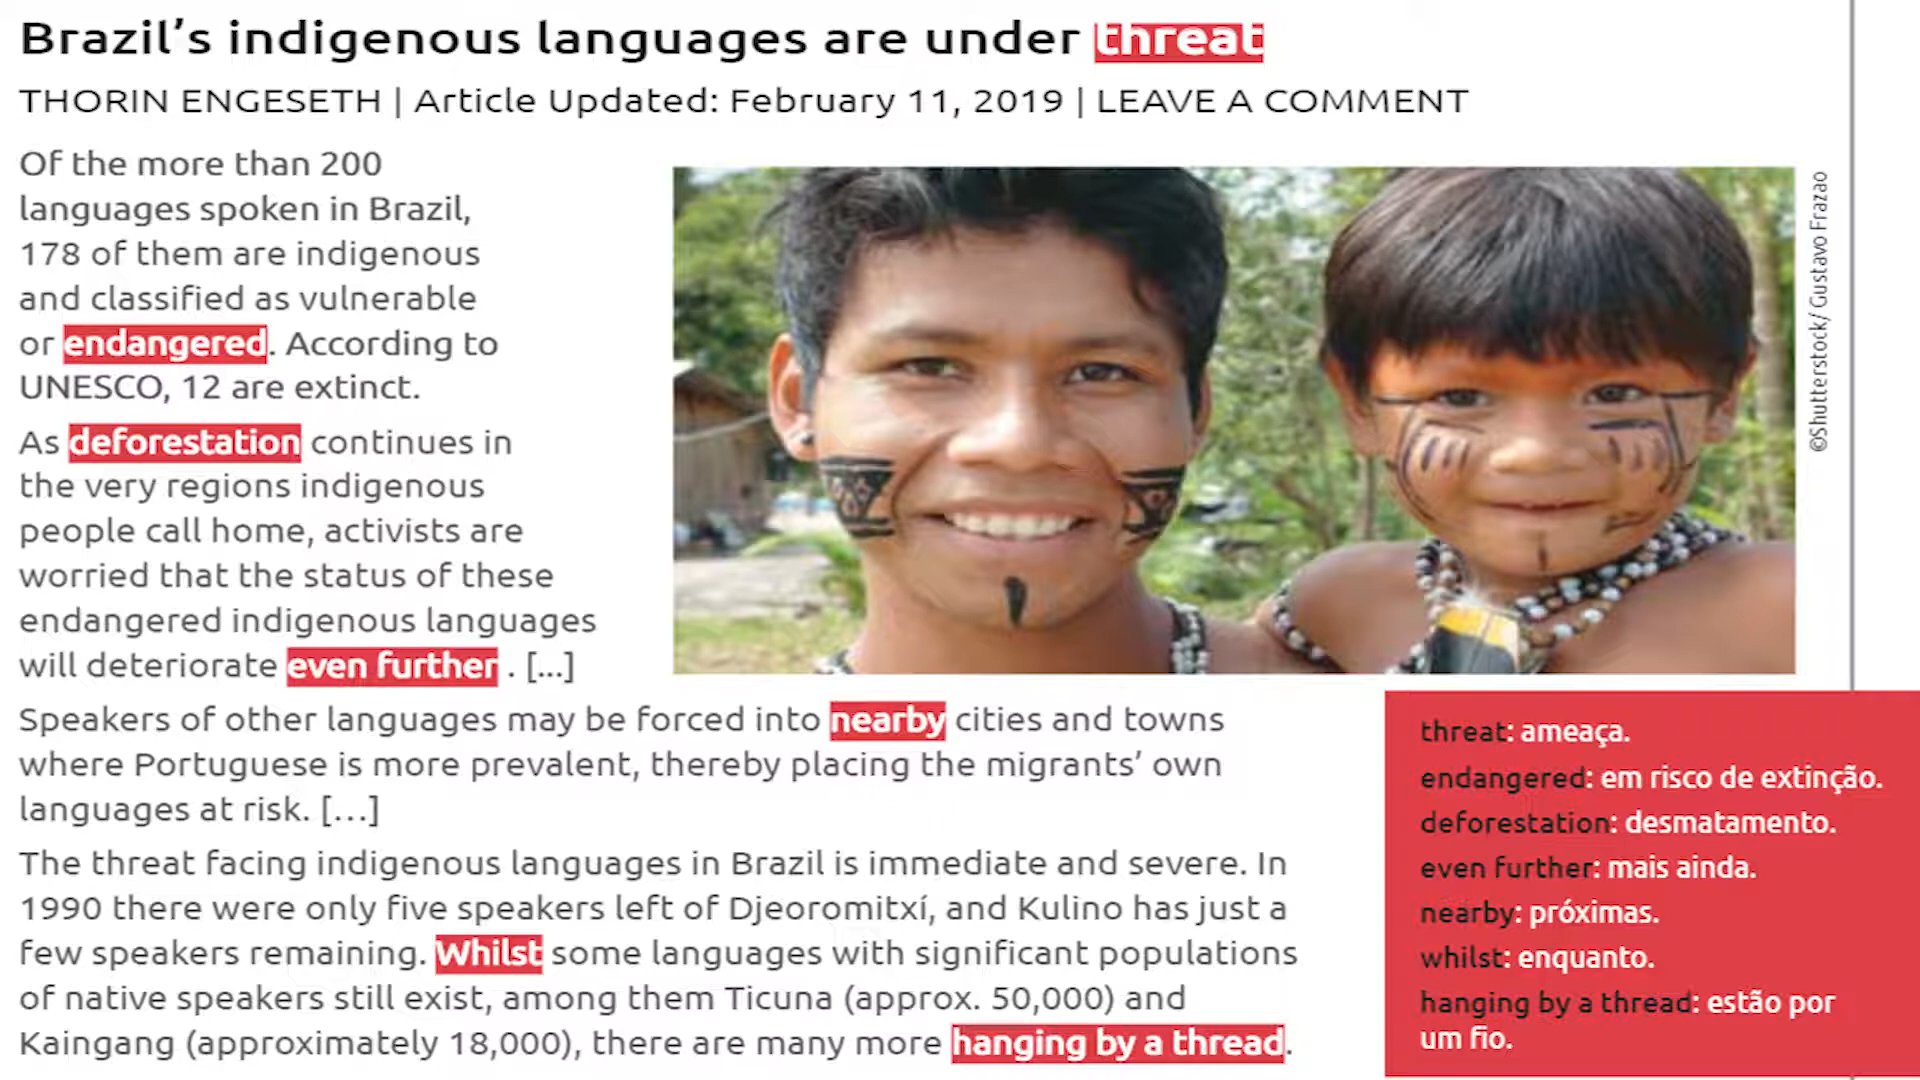 Brazil's indigenous languages are under threat
THORIN ENGESETH | Article Updated: February 11, 2019 | LEAVE A COMMENT
Of the more than 200
languages spoken in Brazil,
178 of them are indigenous
and classified as vulnerable
or endangered. According to
UNESCO, 12 are extinct.
As deforestation continues in
the very regions indigenous
people call home, activists are
worried that the status of these
endangered indigenous languages
will deteriorate even further . [...]
©Shutterstock/ Gustavo Frazao
Speakers of other languages may be forced into nearby cities and towns
where Portuguese is more prevalent, thereby placing the migrants' own
languages at risk. [...]
The threat facing indigenous languages in Brazil is immediate and severe. In
1990 there were only five speakers left of Djeoromitxí, and Kulino has just a
few speakers remaining. Whilst some languages with significant populations
of native speakers still exist, among them Ticuna (approx. 50,000) and
Kaingang (approximately 18,000), there are many more hanging by a thread.
threat: ameaça.
endangered: em risco de extinção.
deforestation: desmatamento.
even further: mais ainda.
nearby: próximas.
whilst: enquanto.
hanging by a thread: estão por
um fio.